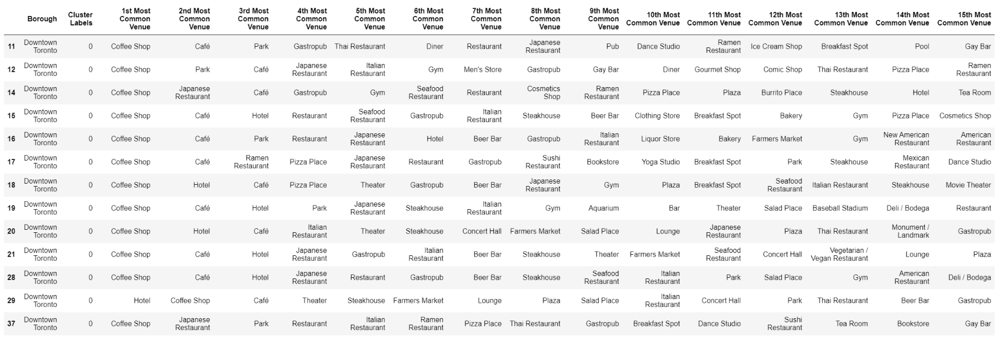 Borough Cluster Labels 1st Most Common Venue 2nd Most Common Venue 3rd Most Common Venue 4th Most Common Venue 5th Most Common Venue 6th Most Common Venue 7th Most Common Venue 8th Most Common Venue 9th Most Common Venue 10th Most Common Venue 11th Most Common Venue 12th Most Common Venue 13th Most Common Venue 14th Most Common Venue 15th Most Common Venue
11 Downtown Toronto 0 Coffee Shop Café Park Gastropub Thai Restaurant Diner Restaurant Japanese Restaurant Pub Dance Studio Ramen Restaurant Ice Cream Shop Breakfast Spot Pool Gay Bar
12 Downtown Toronto 0 Coffee Shop Park Café Japanese Restaurant Italian Restaurant Gym Men's Store Gastropub Gay Bar Diner Gourmet Shop Comic Shop Thai Restaurant Pizza Place Ramen Restaurant
14 Downtown Toronto 0 Coffee Shop Japanese Restaurant Café Gastropub Gym Seafood Restaurant Restaurant Cosmetics Shop Ramen Restaurant Pizza Place Plaza Burrito Place Steakhouse Hotel Tea Room
15 Downtown Toronto 0 Coffee Shop Café Hotel Restaurant Seafood Restaurant Gastropub Italian Restaurant Steakhouse Beer Bar Clothing Store Breakfast Spot Bakery Gym Pizza Place Cosmetics Shop
16 Downtown Toronto 0 Coffee Shop Café Park Restaurant Japanese Restaurant Hotel Beer Bar Gastropub Italian Restaurant Liquor Store Bakery Farmers Market Gym New American Restaurant American Restaurant
17 Downtown Toronto 0 Coffee Shop Café Ramen Restaurant Pizza Place Japanese Restaurant Restaurant Gastropub Sushi Restaurant Bookstore Yoga Studio Breakfast Spot Park Steakhouse Mexican Restaurant Dance Studio
18 Downtown Toronto 0 Coffee Shop Hotel Café Pizza Place Theater Gastropub Beer Bar Japanese Restaurant Gym Plaza Breakfast Spot Seafood Restaurant Italian Restaurant Steakhouse Movie Theater
19 Downtown Toronto 0 Coffee Shop Café Hotel Park Japanese Restaurant Steakhouse Italian Restaurant Gym Aquarium Bar Theater Salad Place Baseball Stadium Deli / Bodega Restaurant
20 Downtown Toronto 0 Coffee Shop Hotel Café Italian Restaurant Theater Steakhouse Concert Hall Farmers Market Salad Place Lounge Japanese Restaurant Plaza Thai Restaurant Monument / Landmark Gastropub
21 Downtown Toronto 0 Coffee Shop Café Hotel Japanese Restaurant Gastropub Italian Restaurant Beer Bar Steakhouse Theater Farmers Market Seafood Restaurant Concert Hall Vegetarian / Vegan Restaurant Lounge Plaza
28 Downtown Toronto 0 Coffee Shop Café Hotel Japanese Restaurant Restaurant Gastropub Beer Bar Steakhouse Seafood Restaurant Italian Restaurant Park Salad Place Gym American Restaurant Deli / Bodega
29 Downtown Toronto 0 Hotel Coffee Shop Café Theater Steakhouse Farmers Market Lounge Plaza Salad Place Italian Restaurant Concert Hall Park Thai Restaurant Beer Bar Gastropub
37 Downtown Toronto 0 Coffee Shop Japanese Restaurant Park Restaurant Italian Restaurant Ramen Restaurant Pizza Place Thai Restaurant Gastropub Breakfast Spot Dance Studio Sushi Restaurant Tea Room Bookstore Gay Bar